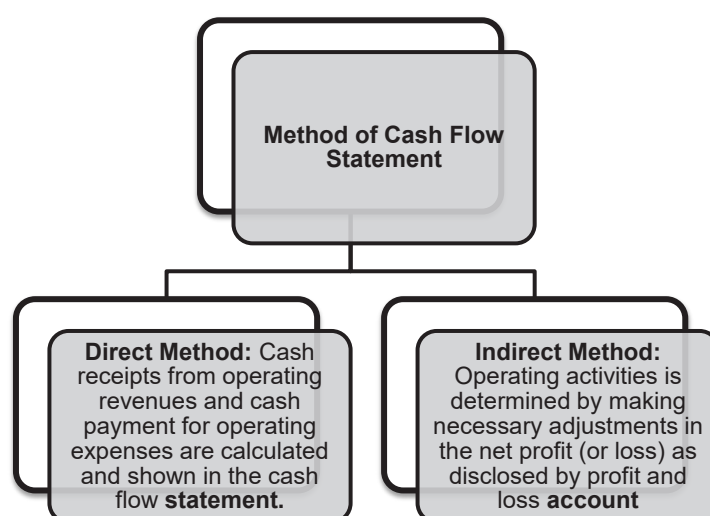 Method of Cash Flow
Statement
Direct Method: Cash
receipts from operating
revenues and cash
payment for operating
expenses are calculated
and shown in the cash
flow statement.
Indirect Method:
Operating activities is
determined by making
necessary adjustments in
the net profit (or loss) as
disclosed by profit and
loss account